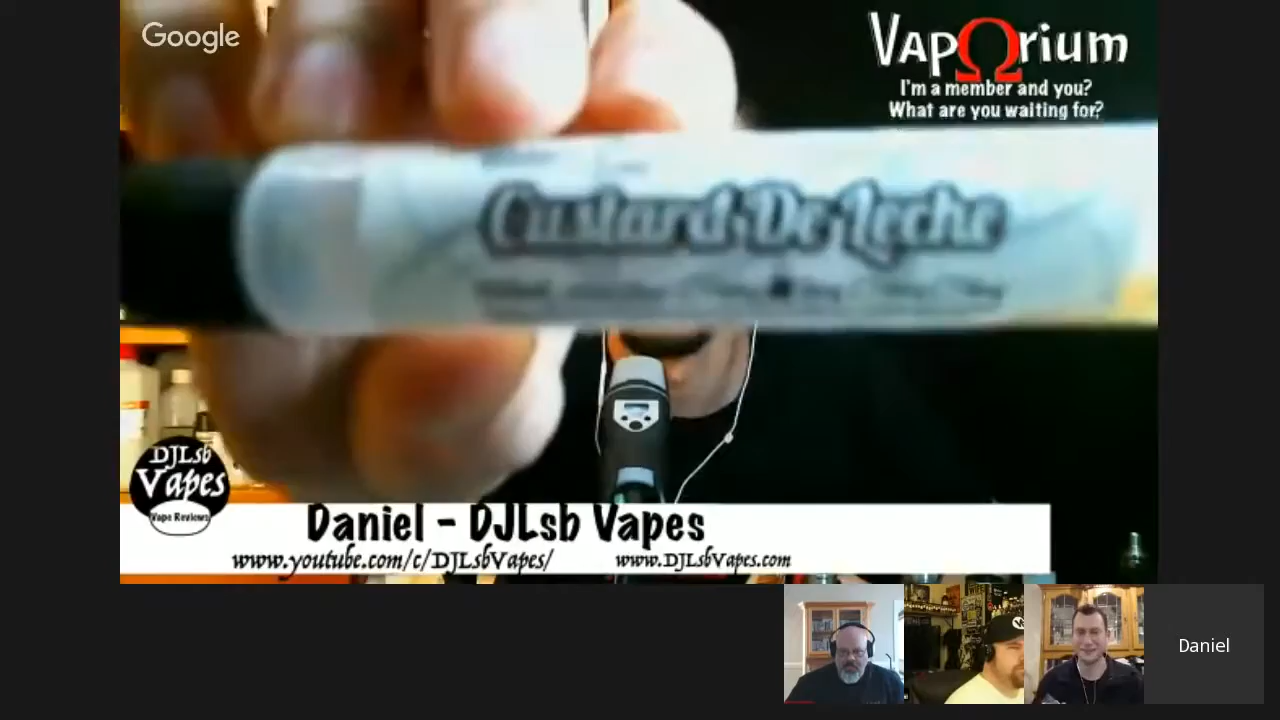 Google
VapΩrium
I'm a member and you?
What are you waiting for?
Custard De Leche
DJLsb
Vapes
Vape Reviews
Daniel - DJLsb Vapes
www.youtube.com/c/DJLsbVapes/ www.DJLsbVapes.com
Daniel